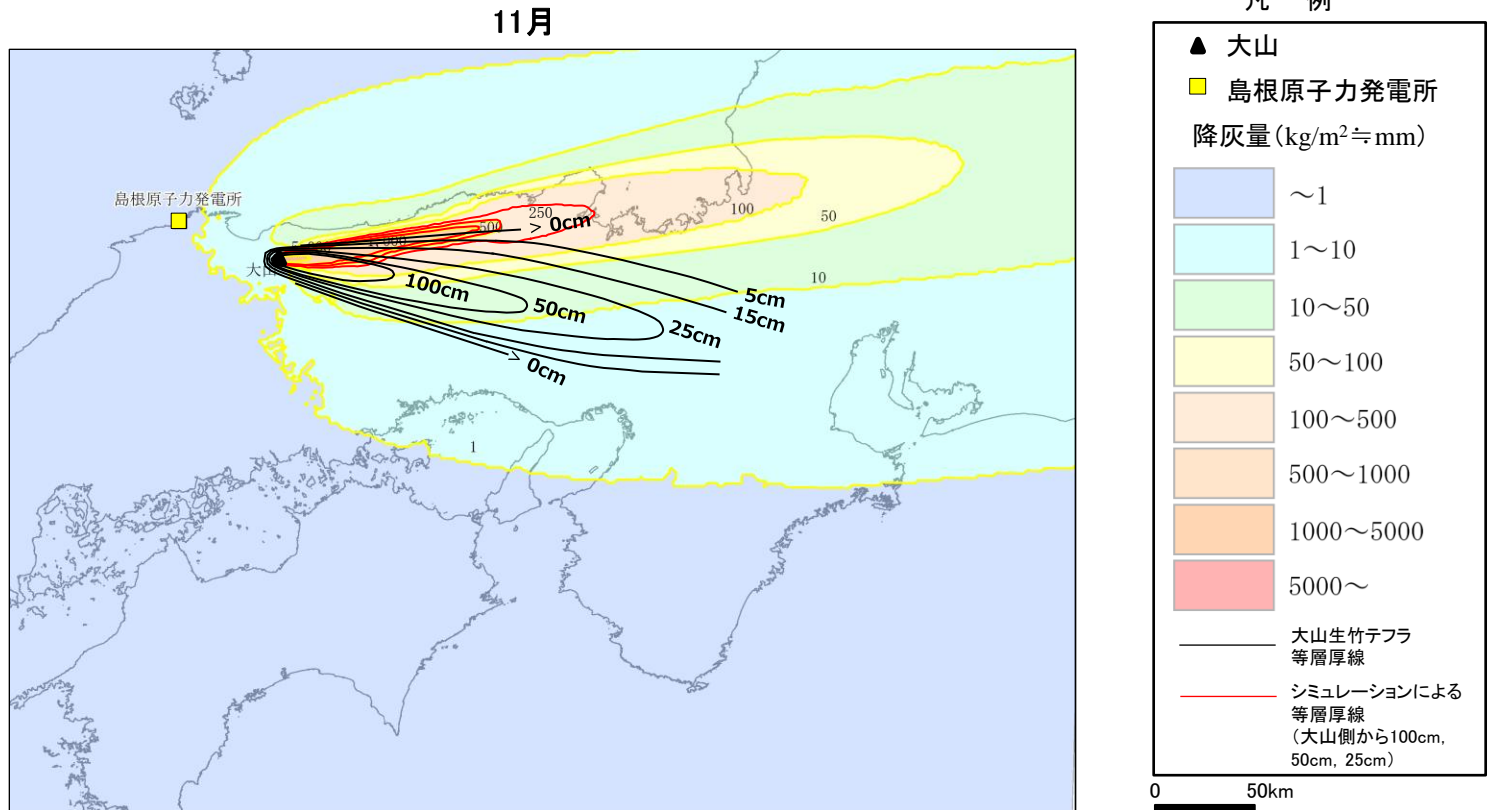 11月
島根原子力発電所
大山
250
100
50
500
1,000
10
1
> 0cm
5cm
15cm
100cm
50cm
25cm
> 0cm
凡 例
大山
島根原子力発電所
降灰量(kg/m²≒mm)
～1
1～10
10～50
50～100
100～500
500～1000
1000～5000
5000～
大山生竹テフラ
等層厚線
シミュレーションによる
等層厚線
(大山側から100cm,
50cm, 25cm)
0 50km